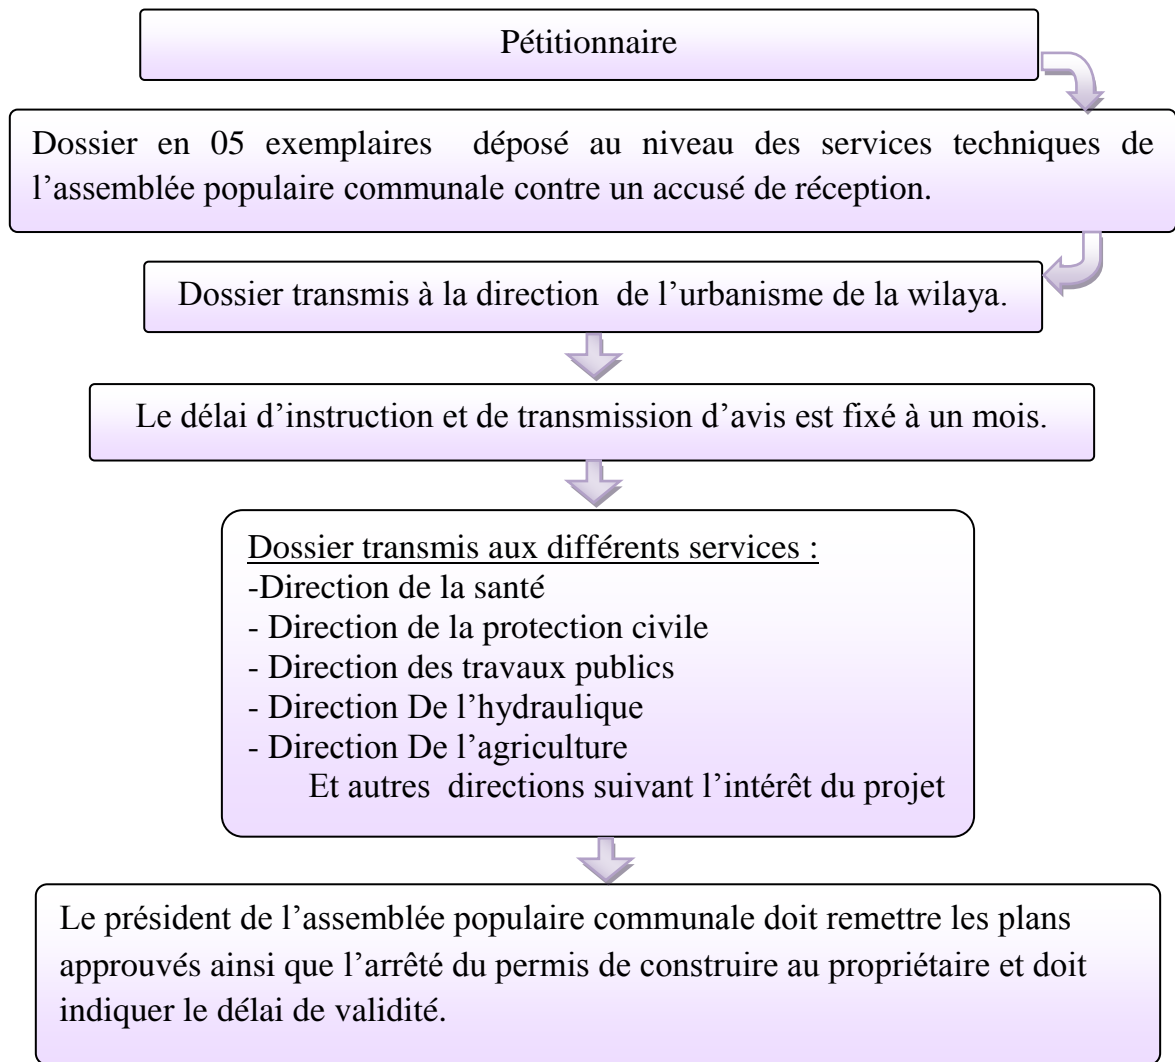 Pétitionnaire
Dossier en 05 exemplaires déposé au niveau des services techniques de
l’assemblée populaire communale contre un accusé de réception.
Dossier transmis à la direction de l’urbanisme de la wilaya.
Le délai d’instruction et de transmission d’avis est fixé à un mois.
Dossier transmis aux différents services :
-Direction de la santé
- Direction de la protection civile
- Direction des travaux publics
- Direction De l’hydraulique
- Direction De l’agriculture
Et autres directions suivant l’intérêt du projet
Le président de l’assemblée populaire communale doit remettre les plans
approuvés ainsi que l’arrêté du permis de construire au propriétaire et doit
indiquer le délai de validité.